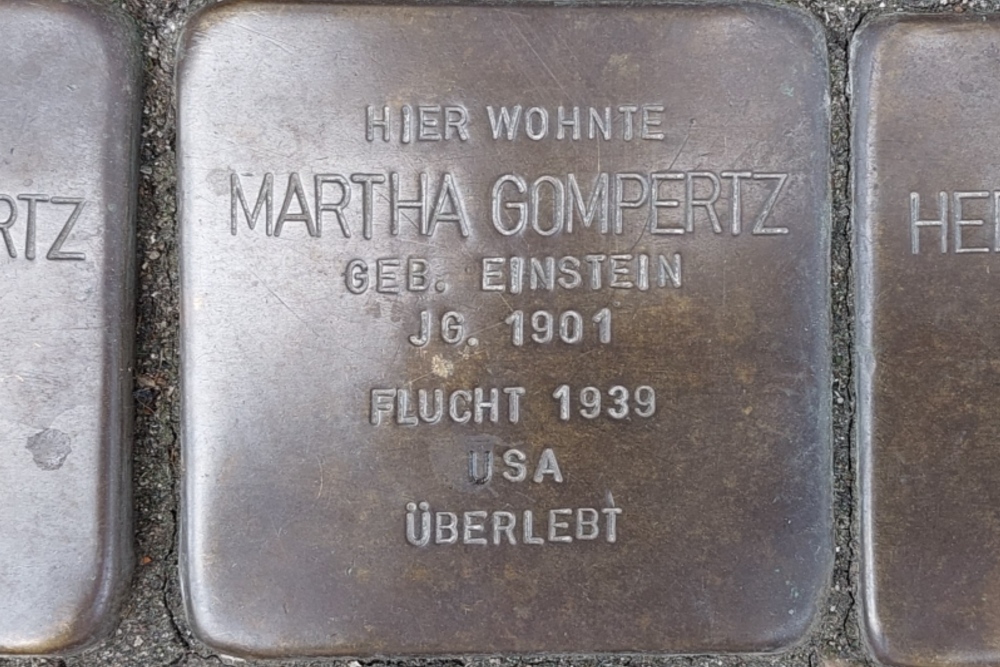 HIER WOHNTE
MARTHA GOMPERTZ
GEB. EINSTEIN
JG. 1901
FLUCHT 1939
USA
ÜBERLEBT